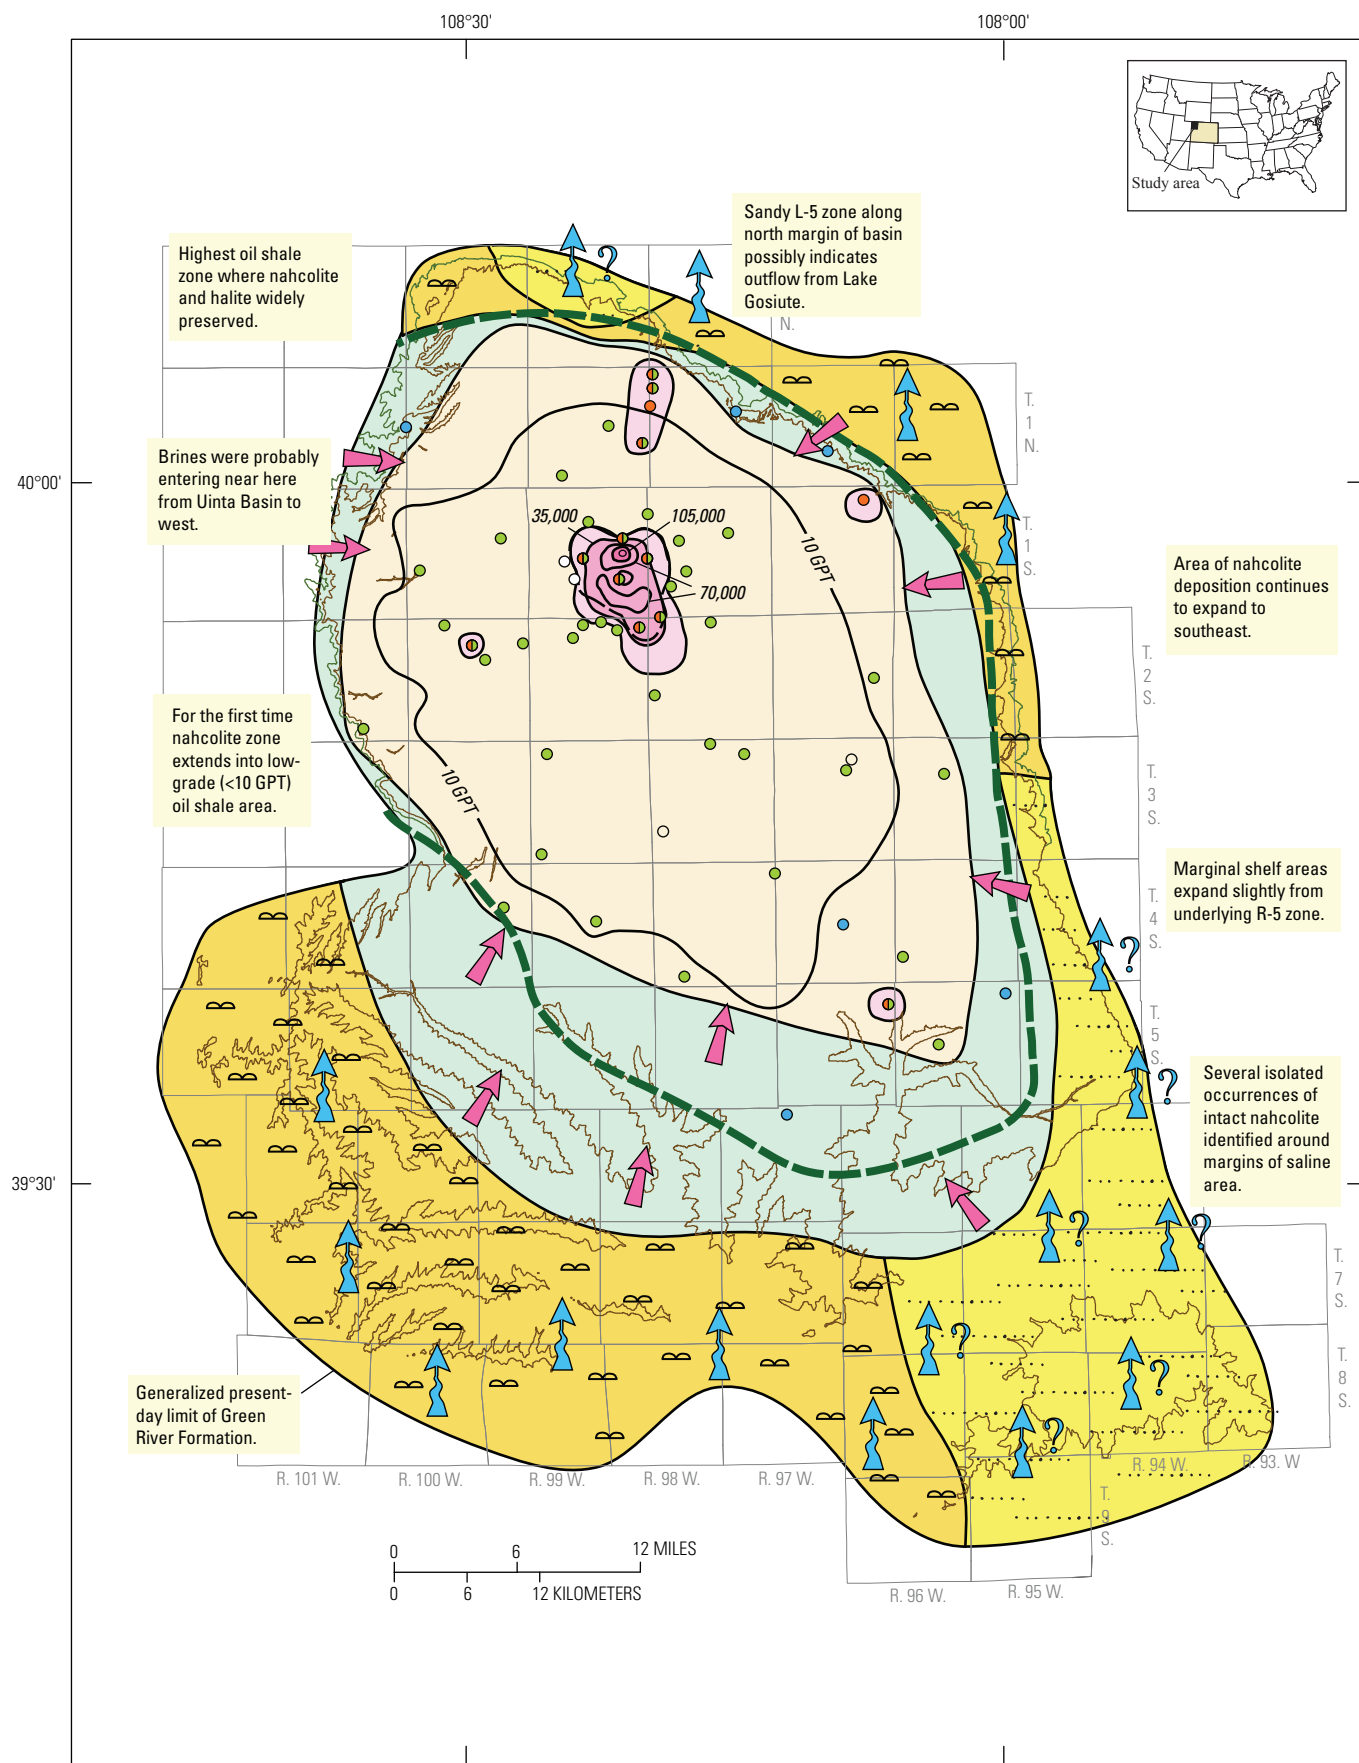 108°30'
108°00'
Study area
Sandy L-5 zone along
north margin of basin
possibly indicates
outflow from Lake
Gosiute.
Highest oil shale
zone where nahcolite
and halite widely
preserved.
?
N.
T.
1
N.
Brines were probably
entering near here
from Uinta Basin to
west.
40°00'
35,000
105,000
70,000
10 GPT
T.
1
S.
Area of nahcolite
deposition continues
to expand to
southeast.
T.
2
S.
For the first time
nahcolite zone
extends into low-
grade (<10 GPT)
oil shale area.
10 GPT
T.
3
S.
Marginal shelf areas
expand slightly from
underlying R-5 zone.
T.
4
S.
?
T.
5
S.
?
Several isolated
occurrences of
intact nahcolite
identified around
margins of saline
area.
39°30'
?
?
T.
7
S.
?
?
T.
8
S.
?
Generalized present-
day limit of Green
River Formation.
R. 101 W.
R. 100 W.
R. 99 W.
R. 98 W.
R. 97 W.
R. 94 W.
R. 93. W
T.
9
S.
R. 96 W.
R. 95 W.
0 6 12 MILES
0 6 12 KILOMETERS